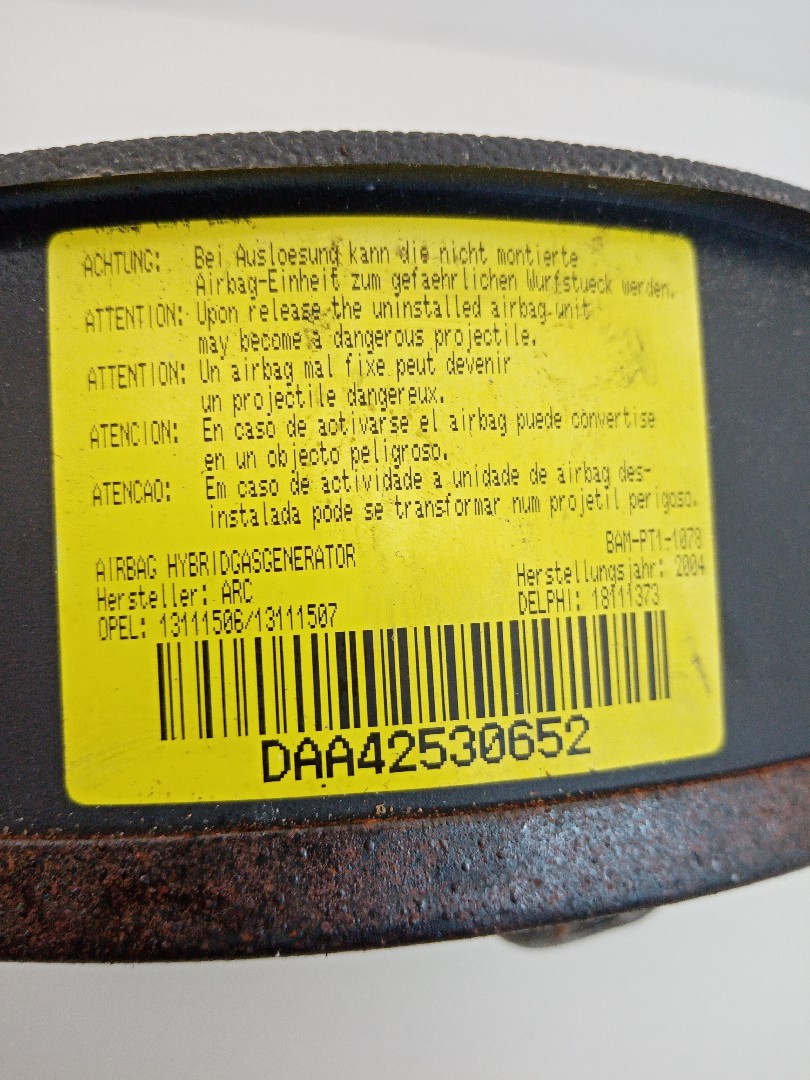 ACHTUNG: Bei Ausloesung kann die nicht montierte
Airbag-Einheit zum gefaehrlichen Wurfstueck werden.
ATTENTION: Upon release the uninstalled airbag unit
may become a dangerous projectile.
ATTENTION: Un airbag mal fixe peut devenir
un projectile dangereux.
ATENCION: En caso de activarse el airbag puede convertise
en un objecto peligroso.
ATENCAO: Em caso de actividade a unidade de airbag des-
instalada pode se transformar num projetil perigoso.
AIRBAG HYBRIDGASGENERATOR BAM-PT1-1078
Hersteller: ARC Herstellungsjahr: 2004
OPEL: 13111506/13111507 DELPHI: 18111373
DAA42530652